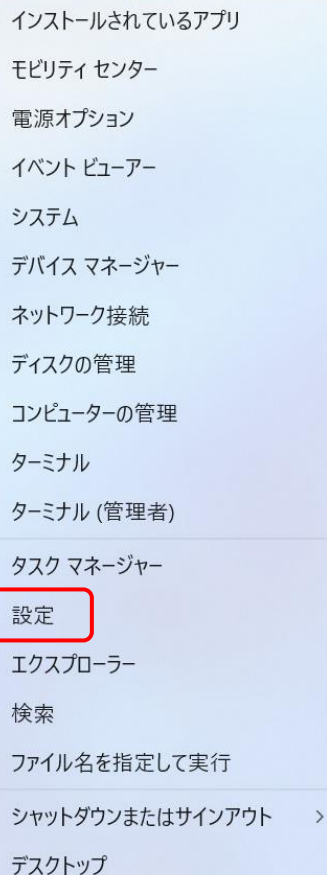 インストールされているアプリ
モビリティ センター
電源オプション
イベント ビューアー
システム
デバイス マネージャー
ネットワーク接続
ディスクの管理
コンピューターの管理
ターミナル
ターミナル (管理者)
タスク マネージャー
設定
エクスプローラー
検索
ファイル名を指定して実行
シャットダウンまたはサインアウト
デスクトップ